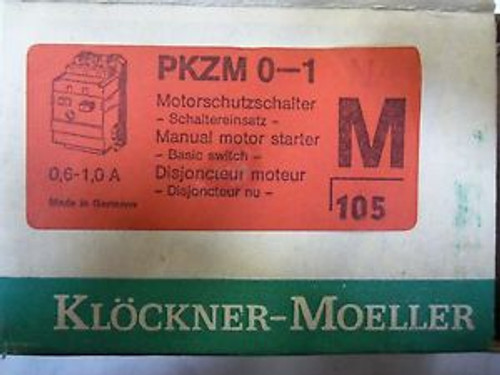 PKZM 0-1
Motorschutzschalter
- Schaltereinsatz -
Manual motor starter
- Basic switch -
Disjoncteur moteur
- Disjoncteur nu -
0,6-1,0 A
Made in Germany
M
105
KLÖCKNER-MOELLER